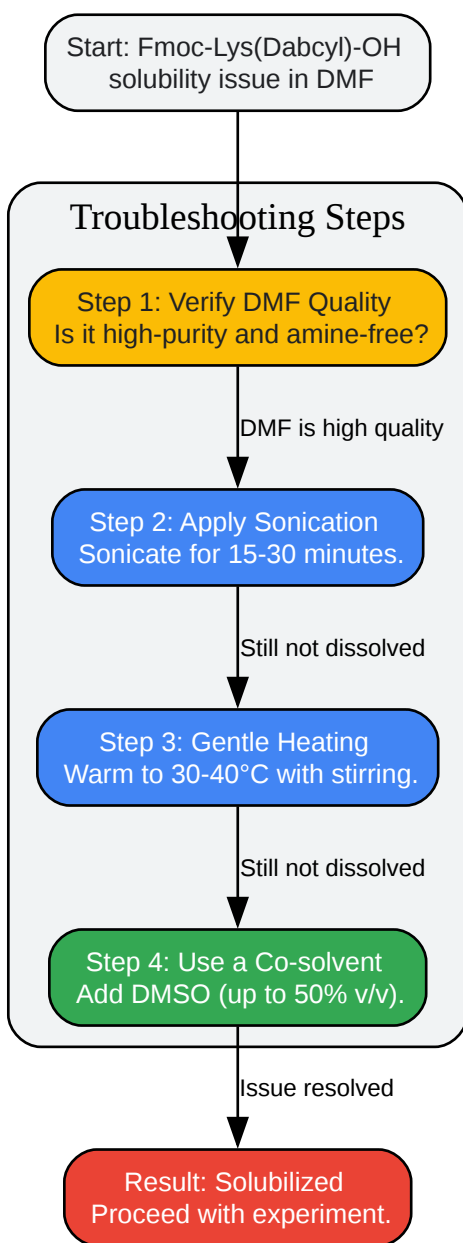 Start: Fmoc-Lys(Dabcyl)-OH
solubility issue in DMF
Troubleshooting Steps
Step 1: Verify DMF Quality
Is it high-purity and amine-free?
DMF is high quality
Step 2: Apply Sonication
Sonicate for 15-30 minutes.
Still not dissolved
Step 3: Gentle Heating
Warm to 30-40°C with stirring.
Still not dissolved
Step 4: Use a Co-solvent
Add DMSO (up to 50% v/v).
Issue resolved
Result: Solubilized
Proceed with experiment.